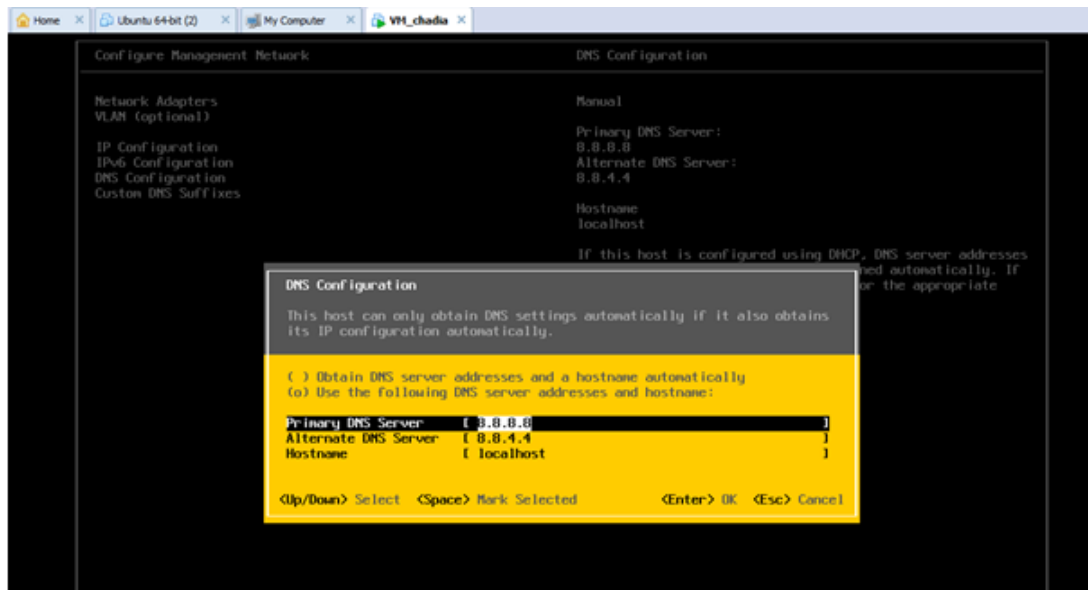 Home × Ubuntu 64-bit (2) × My Computer × VM_chadia ×
Configure Management Network
DNS Configuration
Network Adapters
VLAN (optional)
IP Configuration
IPv6 Configuration
DNS Configuration
Custom DNS Suffixes
Manual
Primary DNS Server:
8.8.8.8
Alternate DNS Server:
8.8.4.4
Hostname
localhost
If this host is configured using DHCP, DNS server addresses
ned automatically. If
or the appropriate
DNS Configuration
This host can only obtain DNS settings automatically if it also obtains
its IP configuration automatically.
( ) Obtain DNS server addresses and a hostname automatically
(o) Use the following DNS server addresses and hostname:
Primary DNS Server [ 8.8.8.8 ]
Alternate DNS Server [ 8.8.4.4 ]
Hostname [ localhost ]
<Up/Down> Select <Space> Mark Selected <Enter> OK <Esc> Cancel